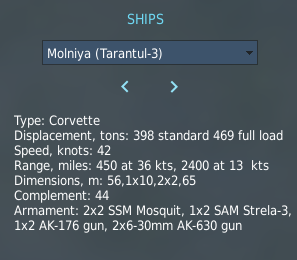 SHIPS
Molniya (Tarantul-3)
Type: Corvette
Displacement, tons: 398 standard 469 full load
Speed, knots: 42
Range, miles: 450 at 36 kts, 2400 at 13  kts
Dimensions, m: 56,1x10,2x2,65
Complement: 44
Armament: 2x2 SSM Mosquit, 1x2 SAM Strela-3,
1x2 AK-176 gun, 2x6-30mm AK-630 gun